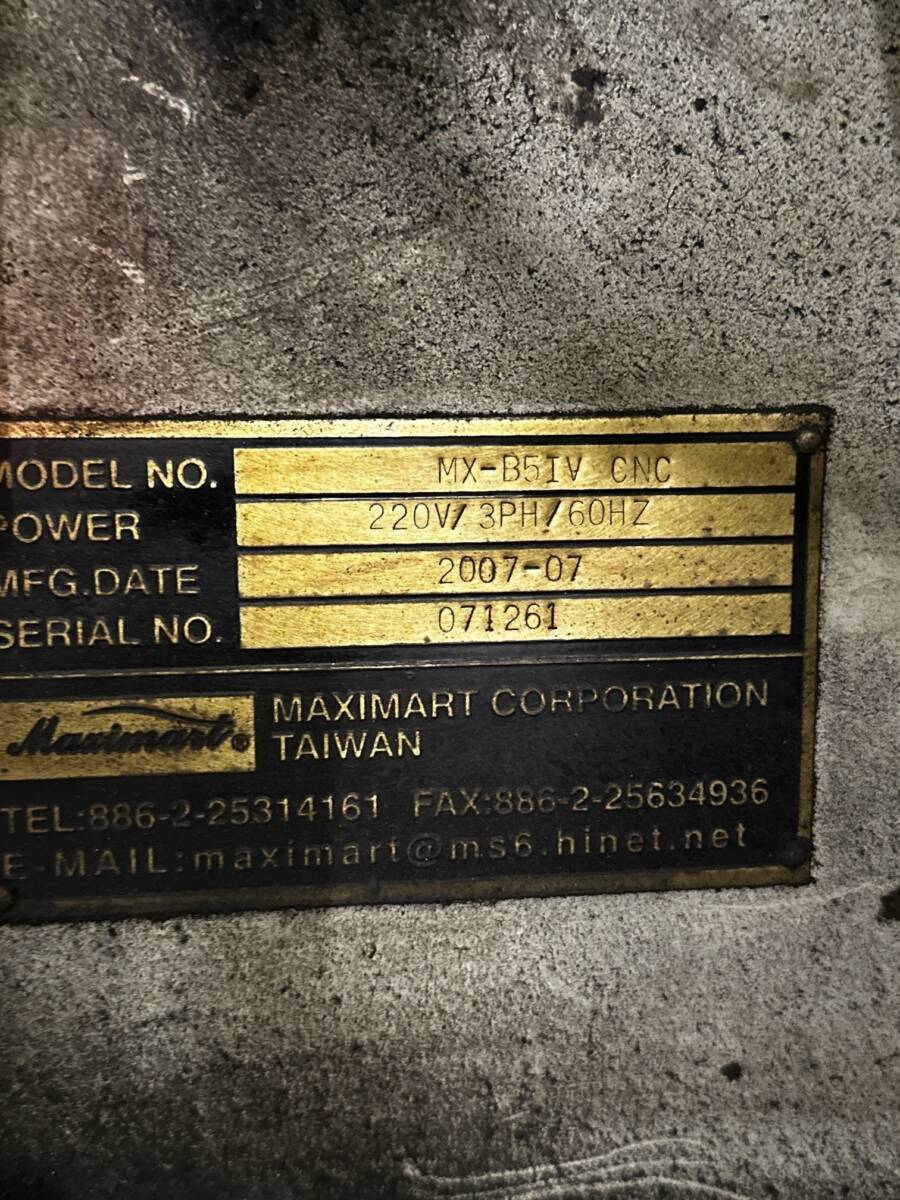 MODEL NO. MX-B5IV CNC
POWER 220V/3PH/60HZ
MFG.DATE 2007-07
SERIAL NO. 071261
Maximart® MAXIMART CORPORATION
TAIWAN
TEL:886-2-25314161 FAX:886-2-25634936
E-MAIL:maximart@ms6.hinet.net